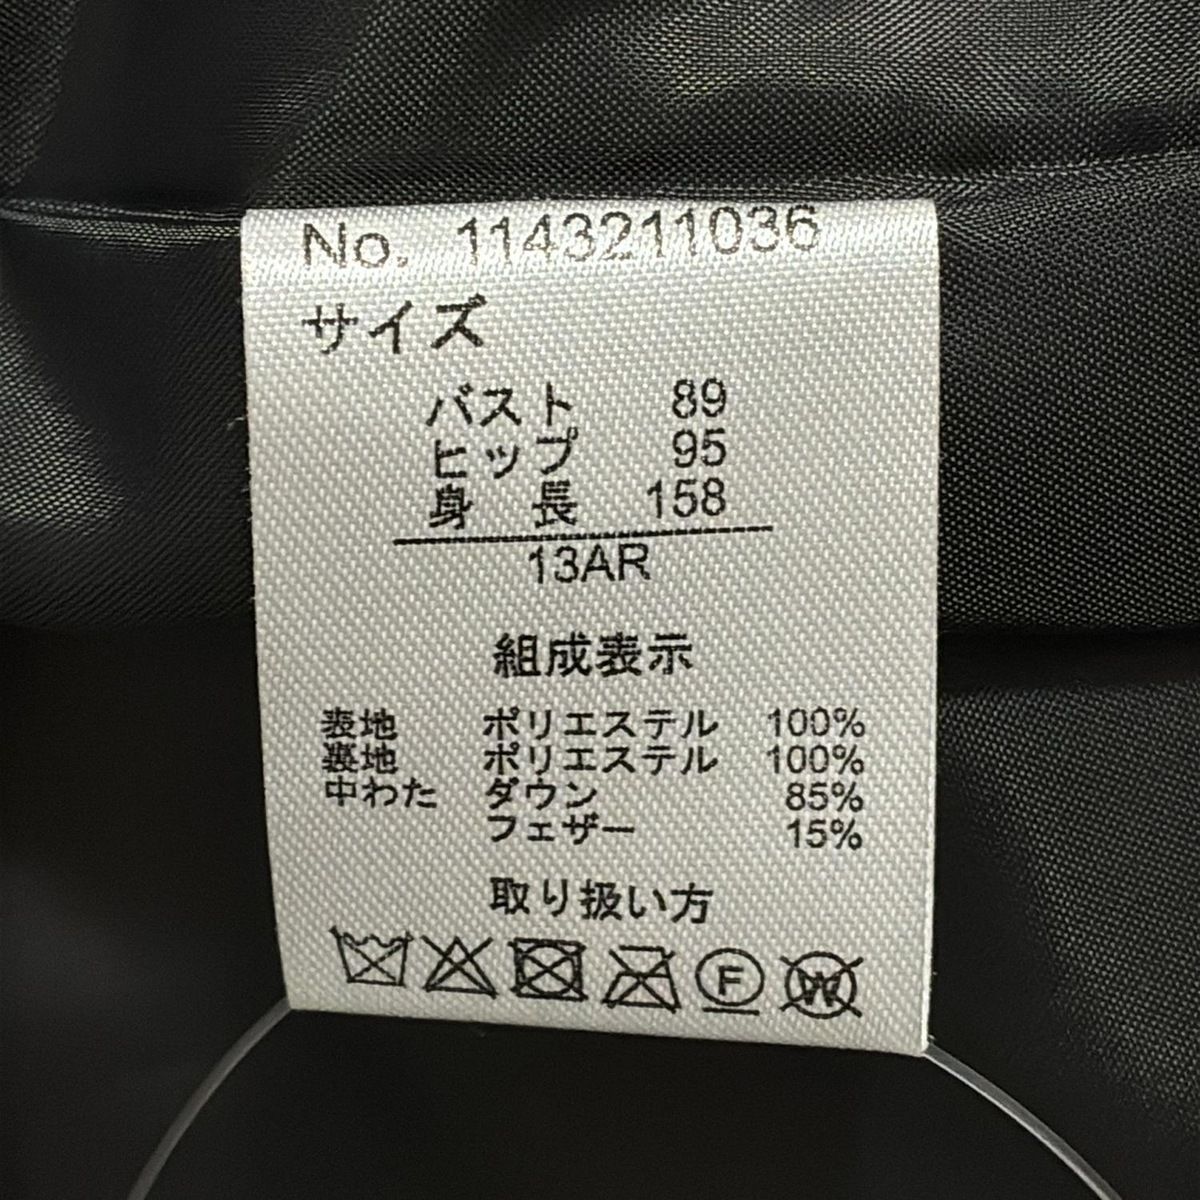 No. 1143211036
サイズ
バスト 89
ヒップ 95
身 長 158
13AR
組成表示
表地 ポリエステル 100%
裏地 ポリエステル 100%
中わた ダウン 85%
フェザー 15%
取り扱い方
F W